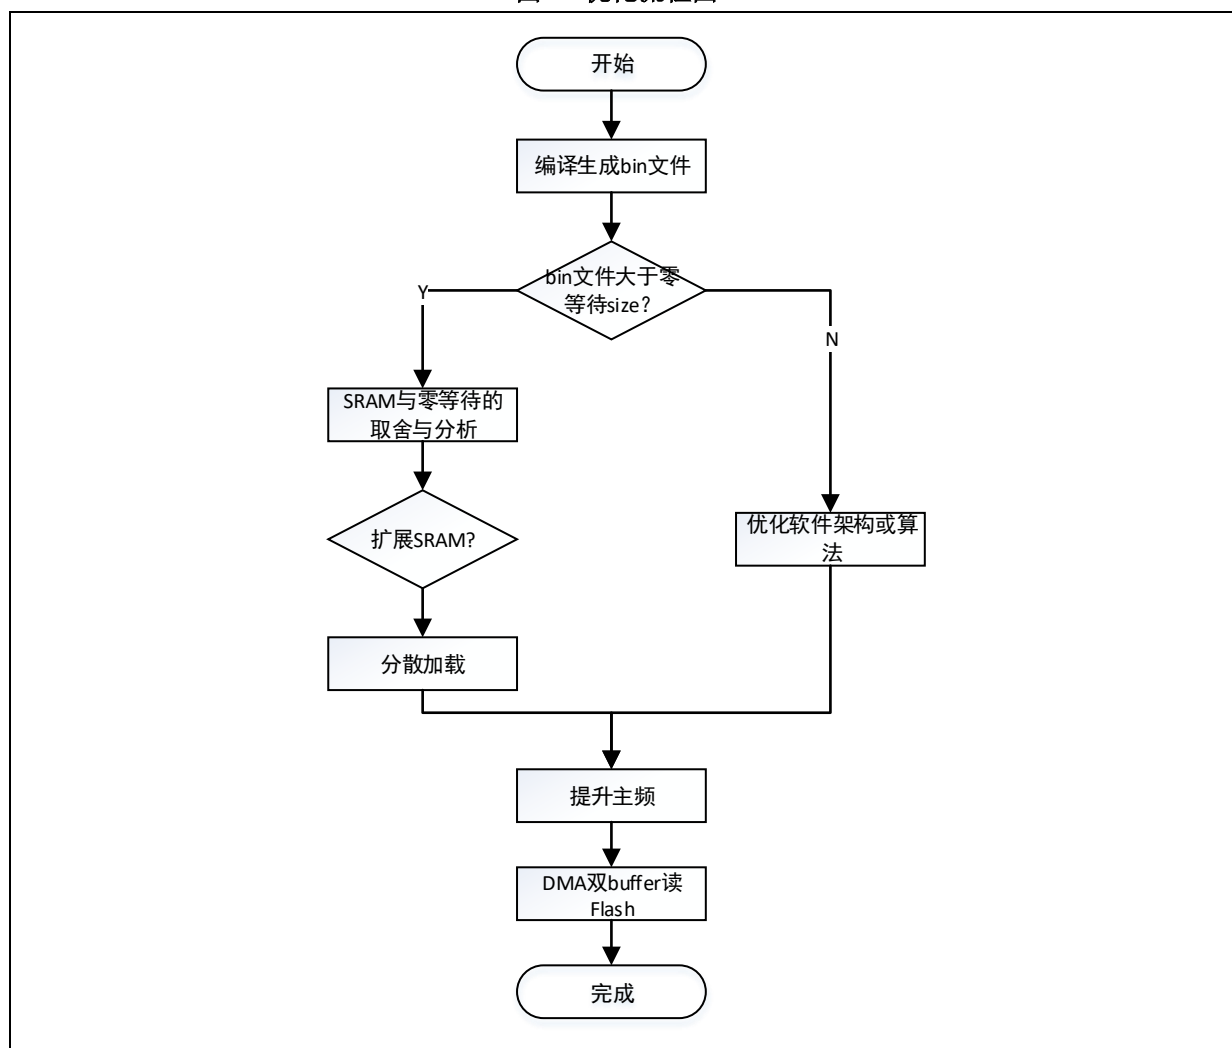 开始
编译生成bin文件
bin文件大于零
等待size?
Y
N
SRAM与零等待的
取舍与分析
扩展SRAM?
优化软件架构或算
法
分散加载
提升主频
DMA双buffer读
Flash
完成